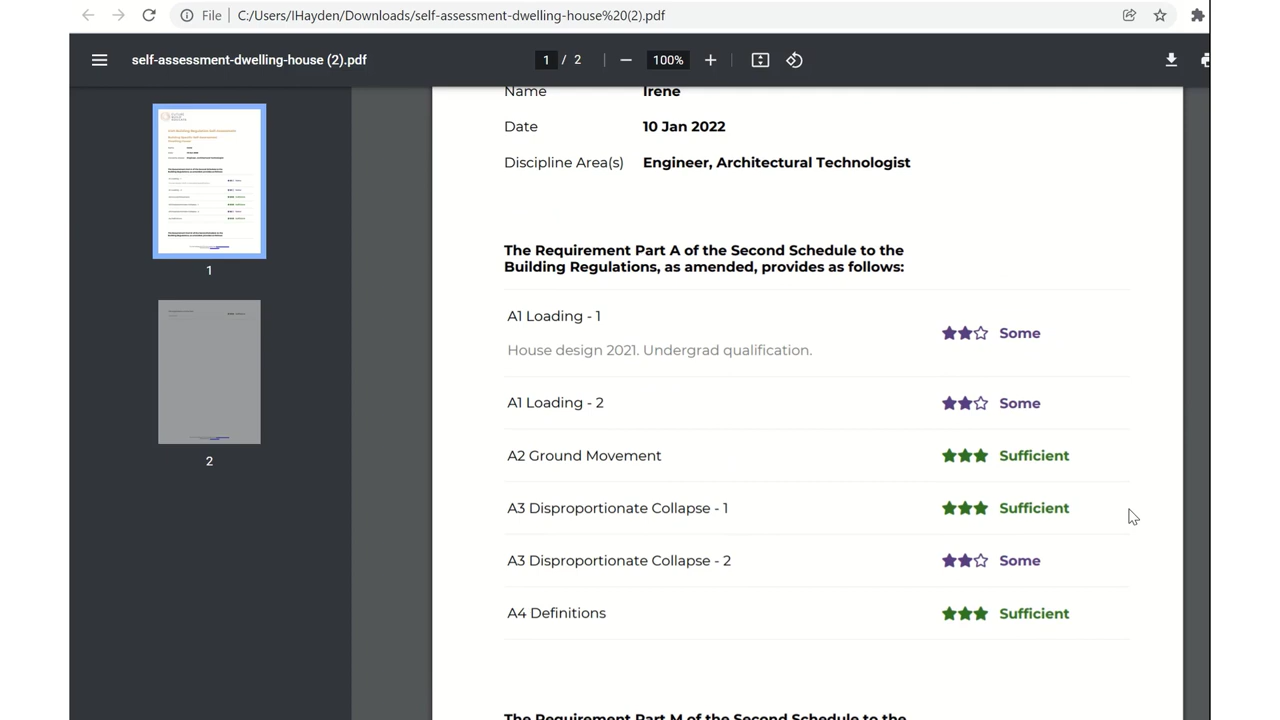 File C:/Users/IHayden/Downloads/self-assessment-dwelling-house%20(2).pdf
self-assessment-dwelling-house (2).pdf
1 / 2
100%
1
2
Name Irene
Date 10 Jan 2022
Discipline Area(s) Engineer, Architectural Technologist
The Requirement Part A of the Second Schedule to the
Building Regulations, as amended, provides as follows:
A1 Loading - 1
Some
House design 2021. Undergrad qualification.
A1 Loading - 2 Some
A2 Ground Movement Sufficient
A3 Disproportionate Collapse - 1 Sufficient
A3 Disproportionate Collapse - 2 Some
A4 Definitions Sufficient
The Requirement Part M of the Second Schedule to the